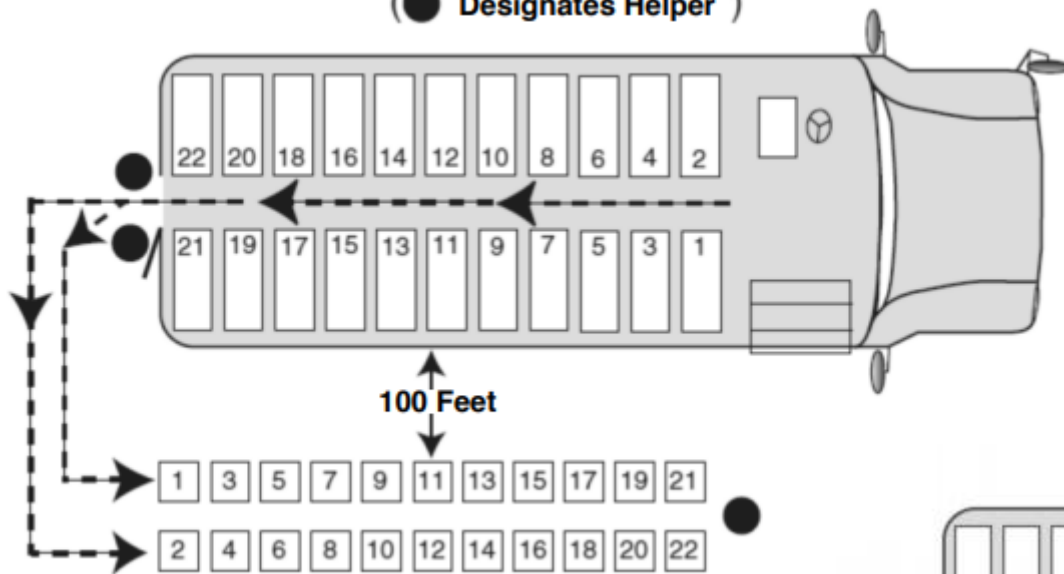 ( Designates Helper )
22 20 18 16 14 12 10 8 6 4 2
21 19 17 15 13 11 9 7 5 3 1
100 Feet
1 3 5 7 9 11 13 15 17 19 21
2 4 6 8 10 12 14 16 18 20 22